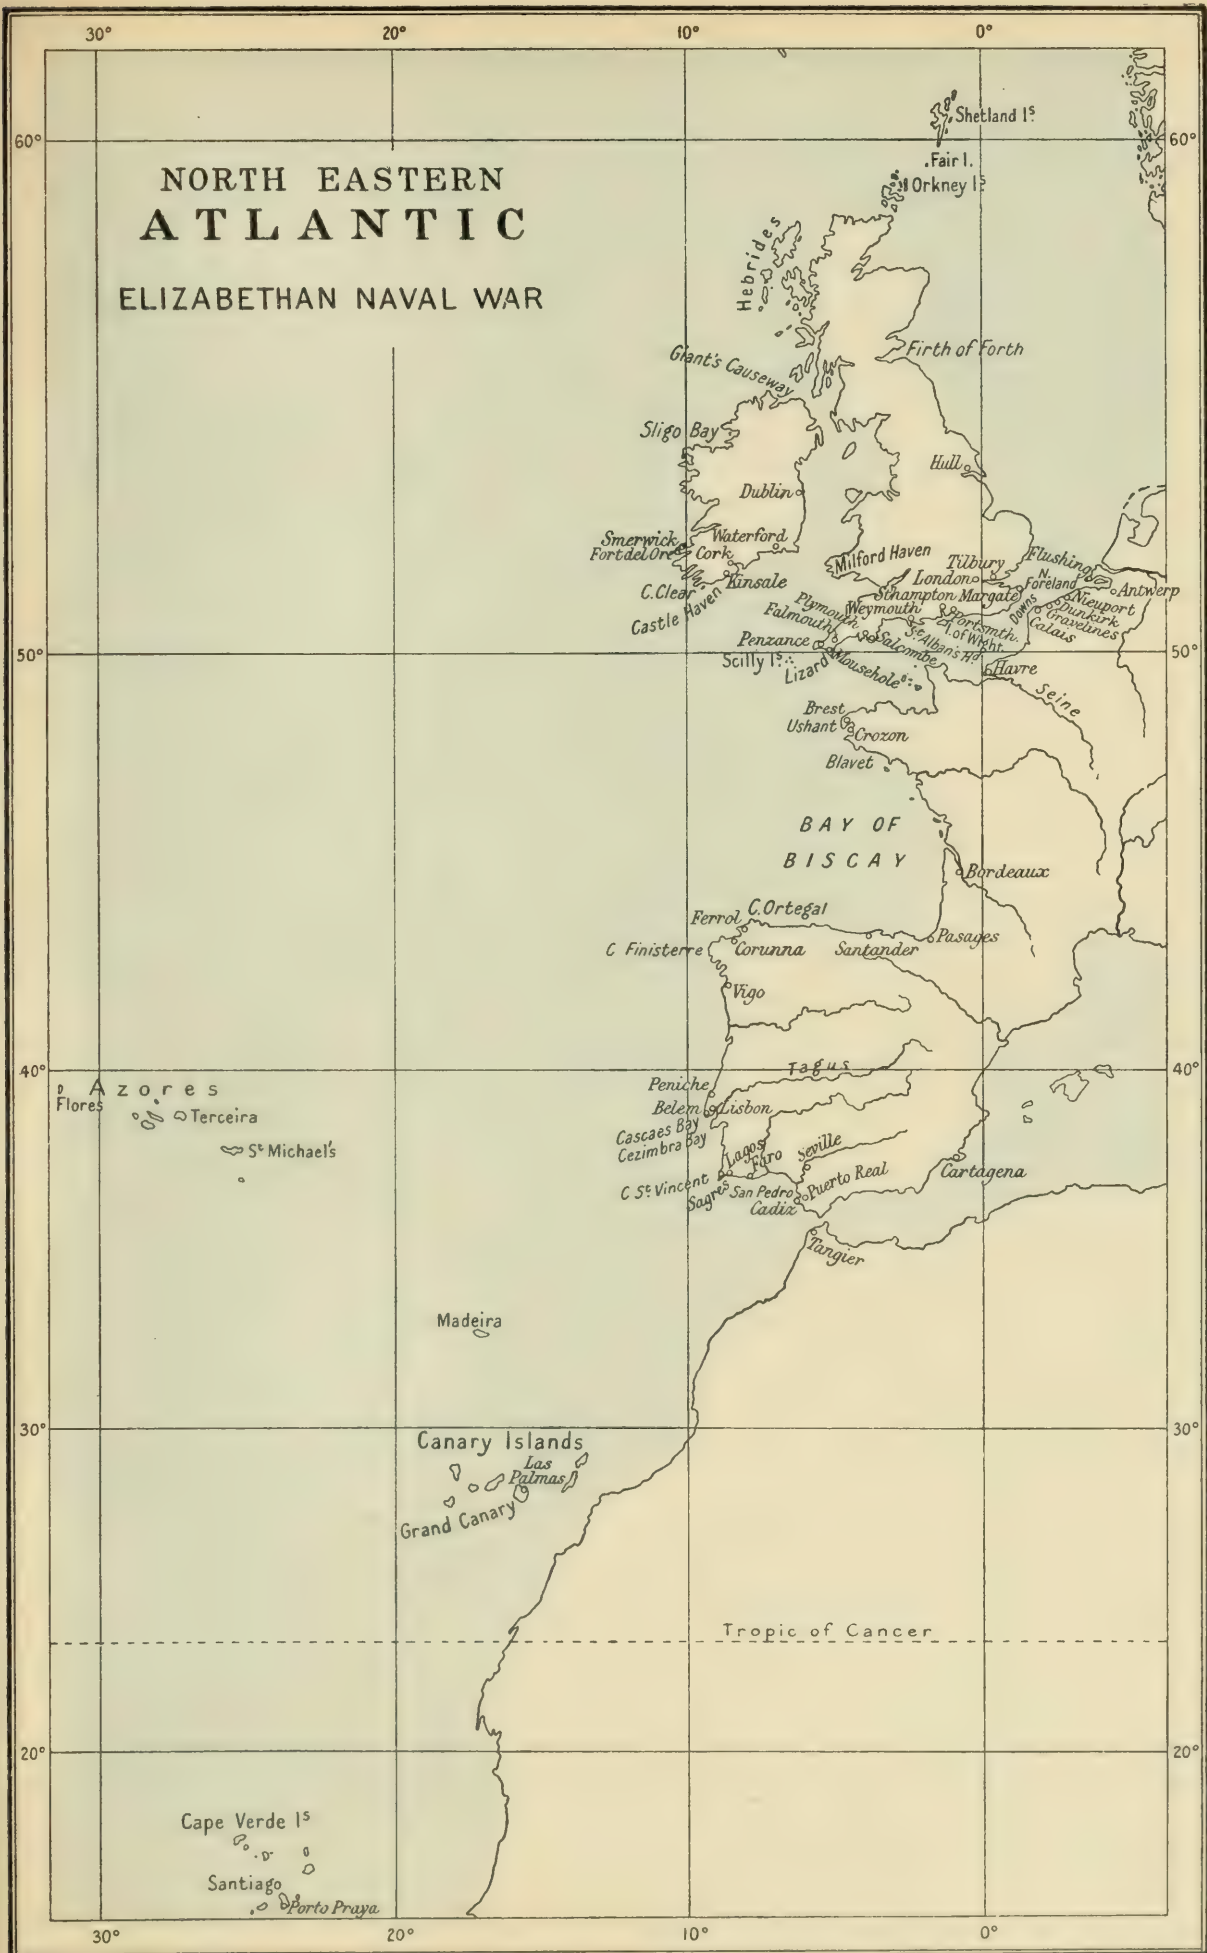 30° 20° 10° 0°
60° 60°
NORTH EASTERN
ATLANTIC
ELIZABETHAN NAVAL WAR
Shetland Iˢ.
Fair I.
Orkney Iˢ
Hebrides
Firth of Forth
Giant's Causeway
Sligo Bay
Hull
Dublin
Smerwick
Fort del Ore
Waterford
Cork
Kinsale
C. Clear
Castle Haven
Milford Haven
Tilbury
London
Flushing
N. Foreland
Antwerp
Sthampton
Margate
Downs
Nieuport
Dunkirk
Gravelines
Calais
Plymouth
Weymouth
Portsmth.
I. of Wight.
Falmouth
Salcombe
Sᵗ Alban's Hᵈ
Penzance
Scilly Iˢ.
Lizard
Mousehole
50° 50°
Havre
Seine
Brest
Ushant
Crozon
Blavet
BAY OF
BISCAY
Bordeaux
Ferrol
C. Ortegal
C Finisterre
Corunna
Santander
Pasages
Vigo
40° 40°
Azores
Flores
Terceira
Sᵗ Michael's
Tagus
Peniche
Belem
Lisbon
Cascaes Bay
Cezimbra Bay
Lagos
Faro
Seville
C Sᵗ. Vincent
Sagres
San Pedro
Cadiz
Puerto Real
Cartagena
Tangier
Madeira
30° 30°
Canary Islands
Las
Palmas
Grand Canary
Tropic of Cancer
20° 20°
Cape Verde Iˢ
Santiago
Porto Praya
30° 20° 10° 0°